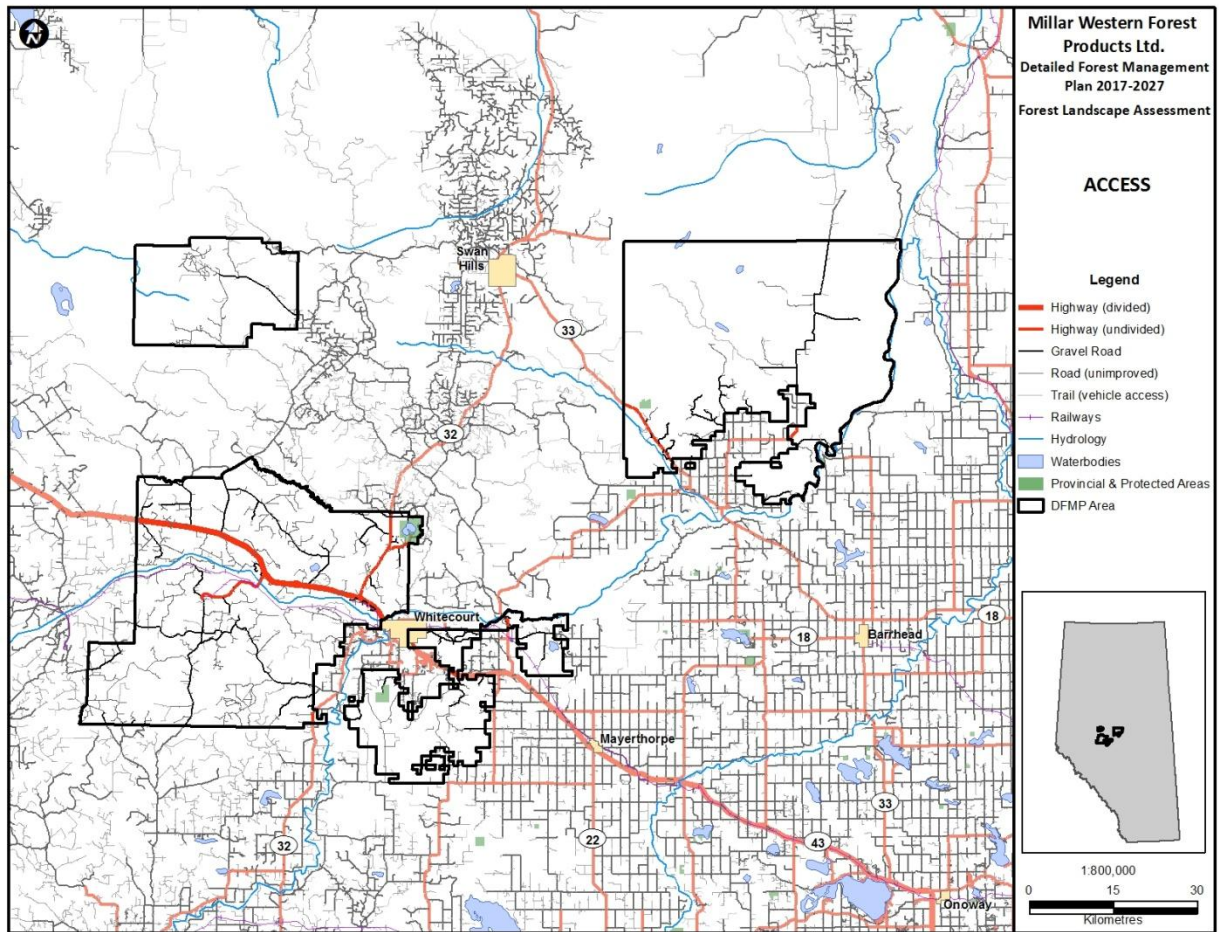 N
Swan
Hills
33
32
Whitecourt
18
18
Barrhead
Mayerthorpe
33
32
22
43
Onoway
Millar Western Forest
Products Ltd.
Detailed Forest Management
Plan 2017-2027
Forest Landscape Assessment
ACCESS
Legend
Highway (divided)
Highway (undivided)
Gravel Road
Road (unimproved)
Trail (vehicle access)
Railways
Hydrology
Waterbodies
Provincial & Protected Areas
DFMP Area
1:800,000
0 15 30
Kilometres